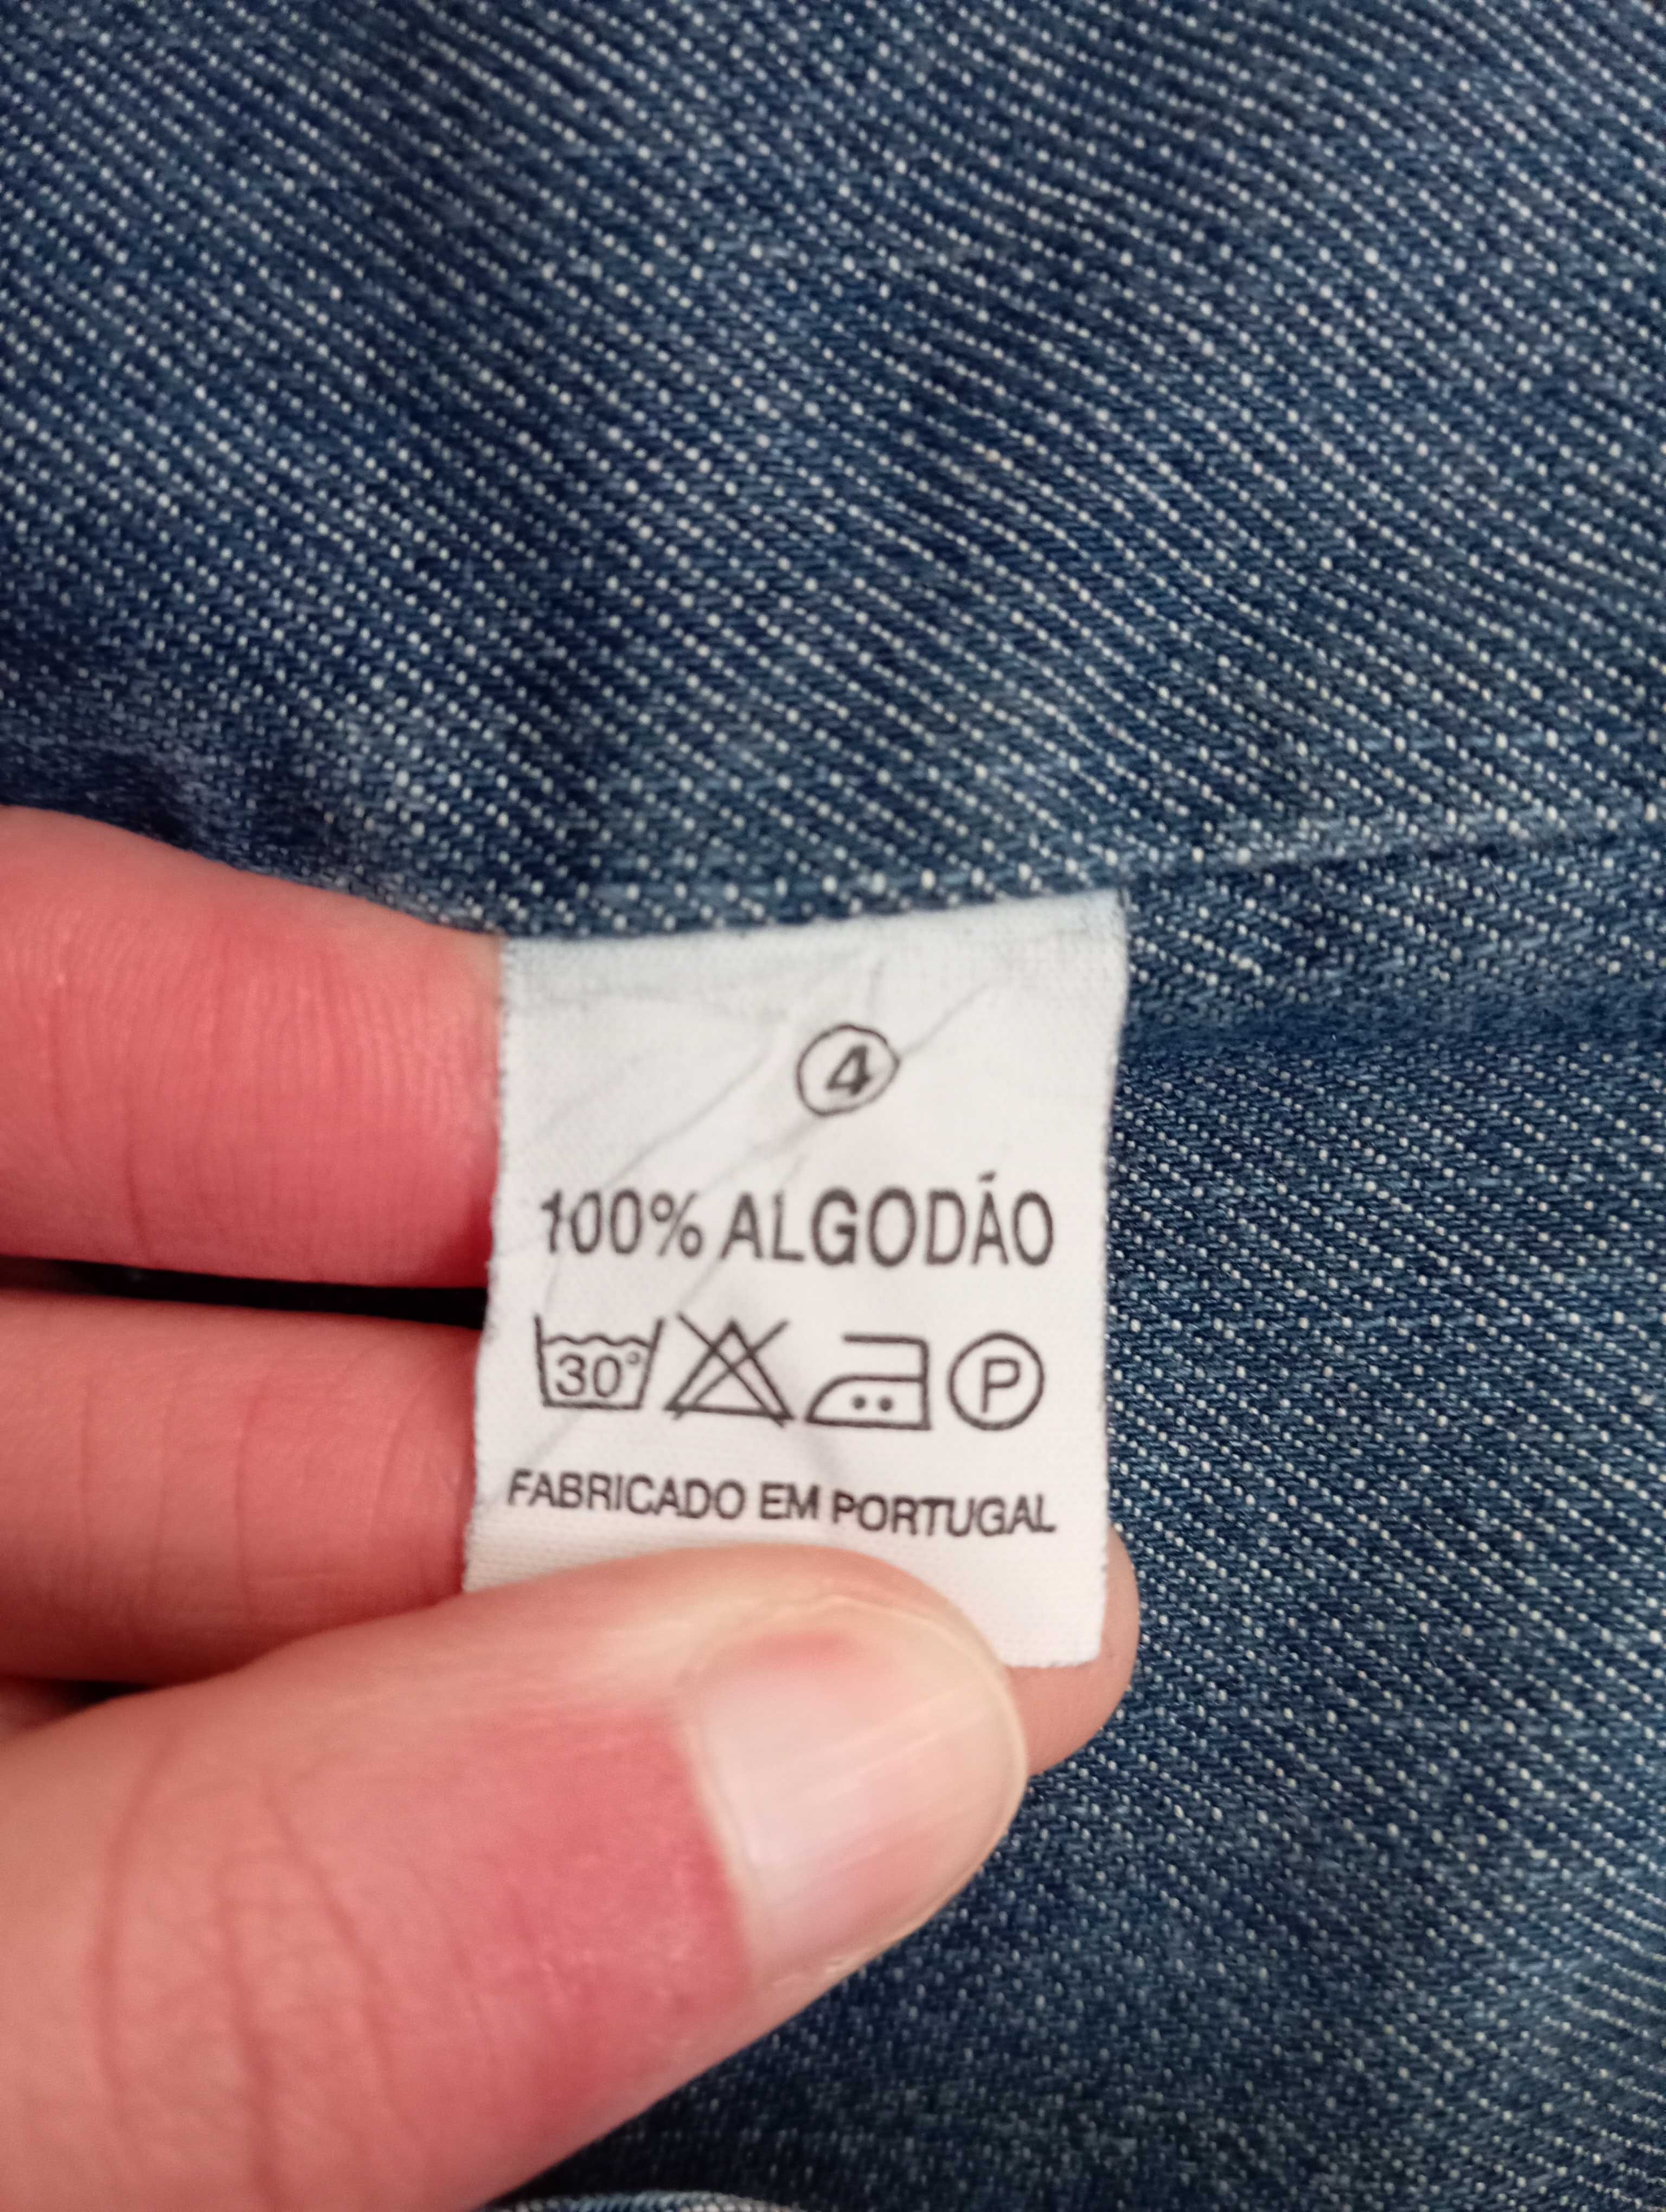 4
100% ALGODÃO
30° P
FABRICADO EM PORTUGAL